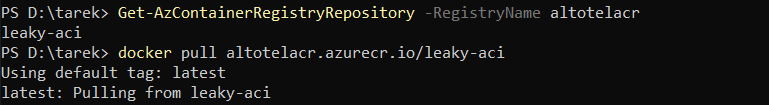 PS D:\tarek> Get-AzContainerRegistryRepository -RegistryName altotelacr
leaky-aci
PS D:\tarek> docker pull altotelacr.azurecr.io/leaky-aci
Using default tag: latest
latest: Pulling from leaky-aci